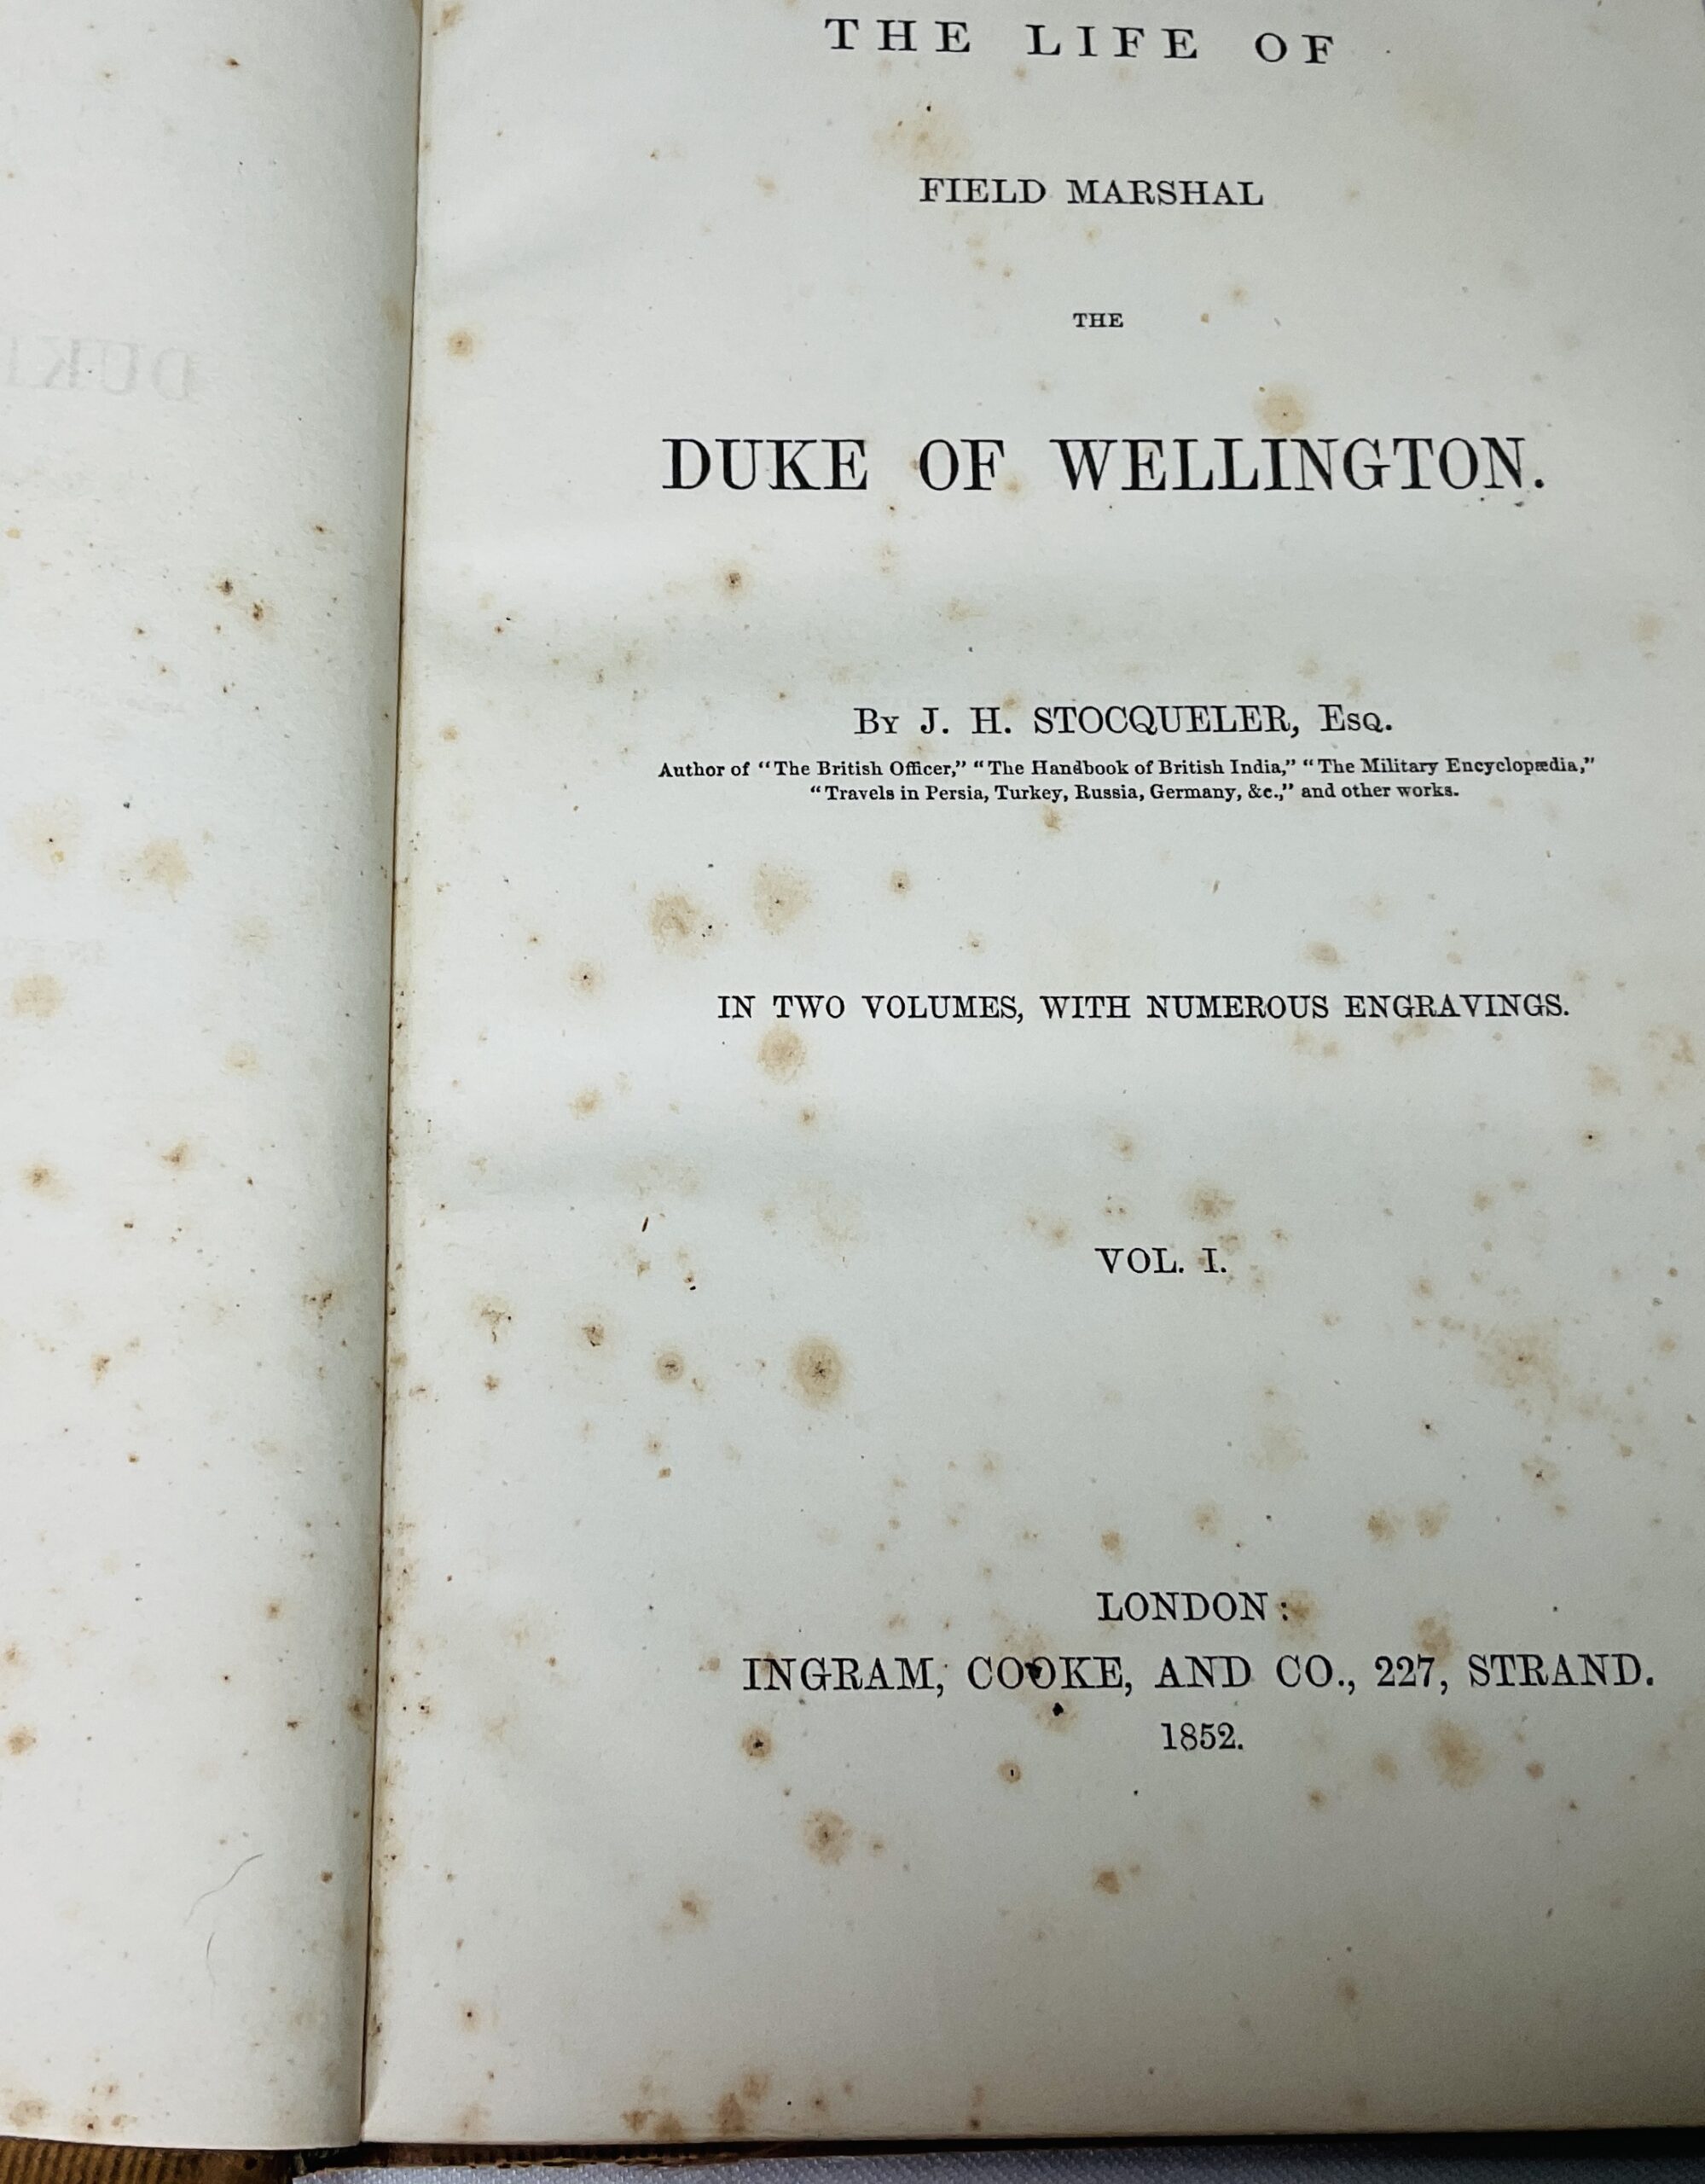 THE LIFE OF
FIELD MARSHAL
THE
DUKE OF WELLINGTON.
By J. H. STOCQUELER, Esq.
Author of “The British Officer,” “The Handbook of British India,” “The Military Encyclopædia,”
“Travels in Persia, Turkey, Russia, Germany, &c.,” and other works.
IN TWO VOLUMES, WITH NUMEROUS ENGRAVINGS.
VOL. I.
LONDON:
INGRAM, COOKE, AND CO., 227, STRAND.
1852.